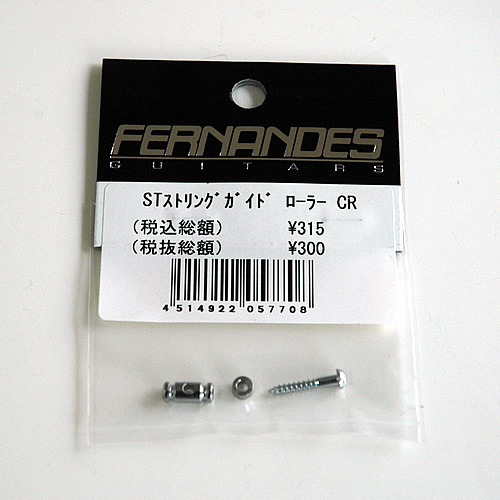 FERNANDES
GUITARS
STｽﾄﾘﾝｸﾞｶﾞｲﾄﾞ ﾛｰﾗｰ CR
(税込総額) ¥315
(税抜総額) ¥300
4514922 057708